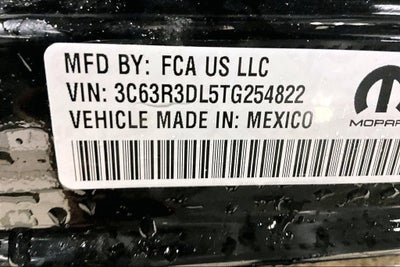 MFD BY: FCA US LLC
VIN: 3C63R3DL5TG254822
VEHICLE MADE IN: MEXICO
MOPAR